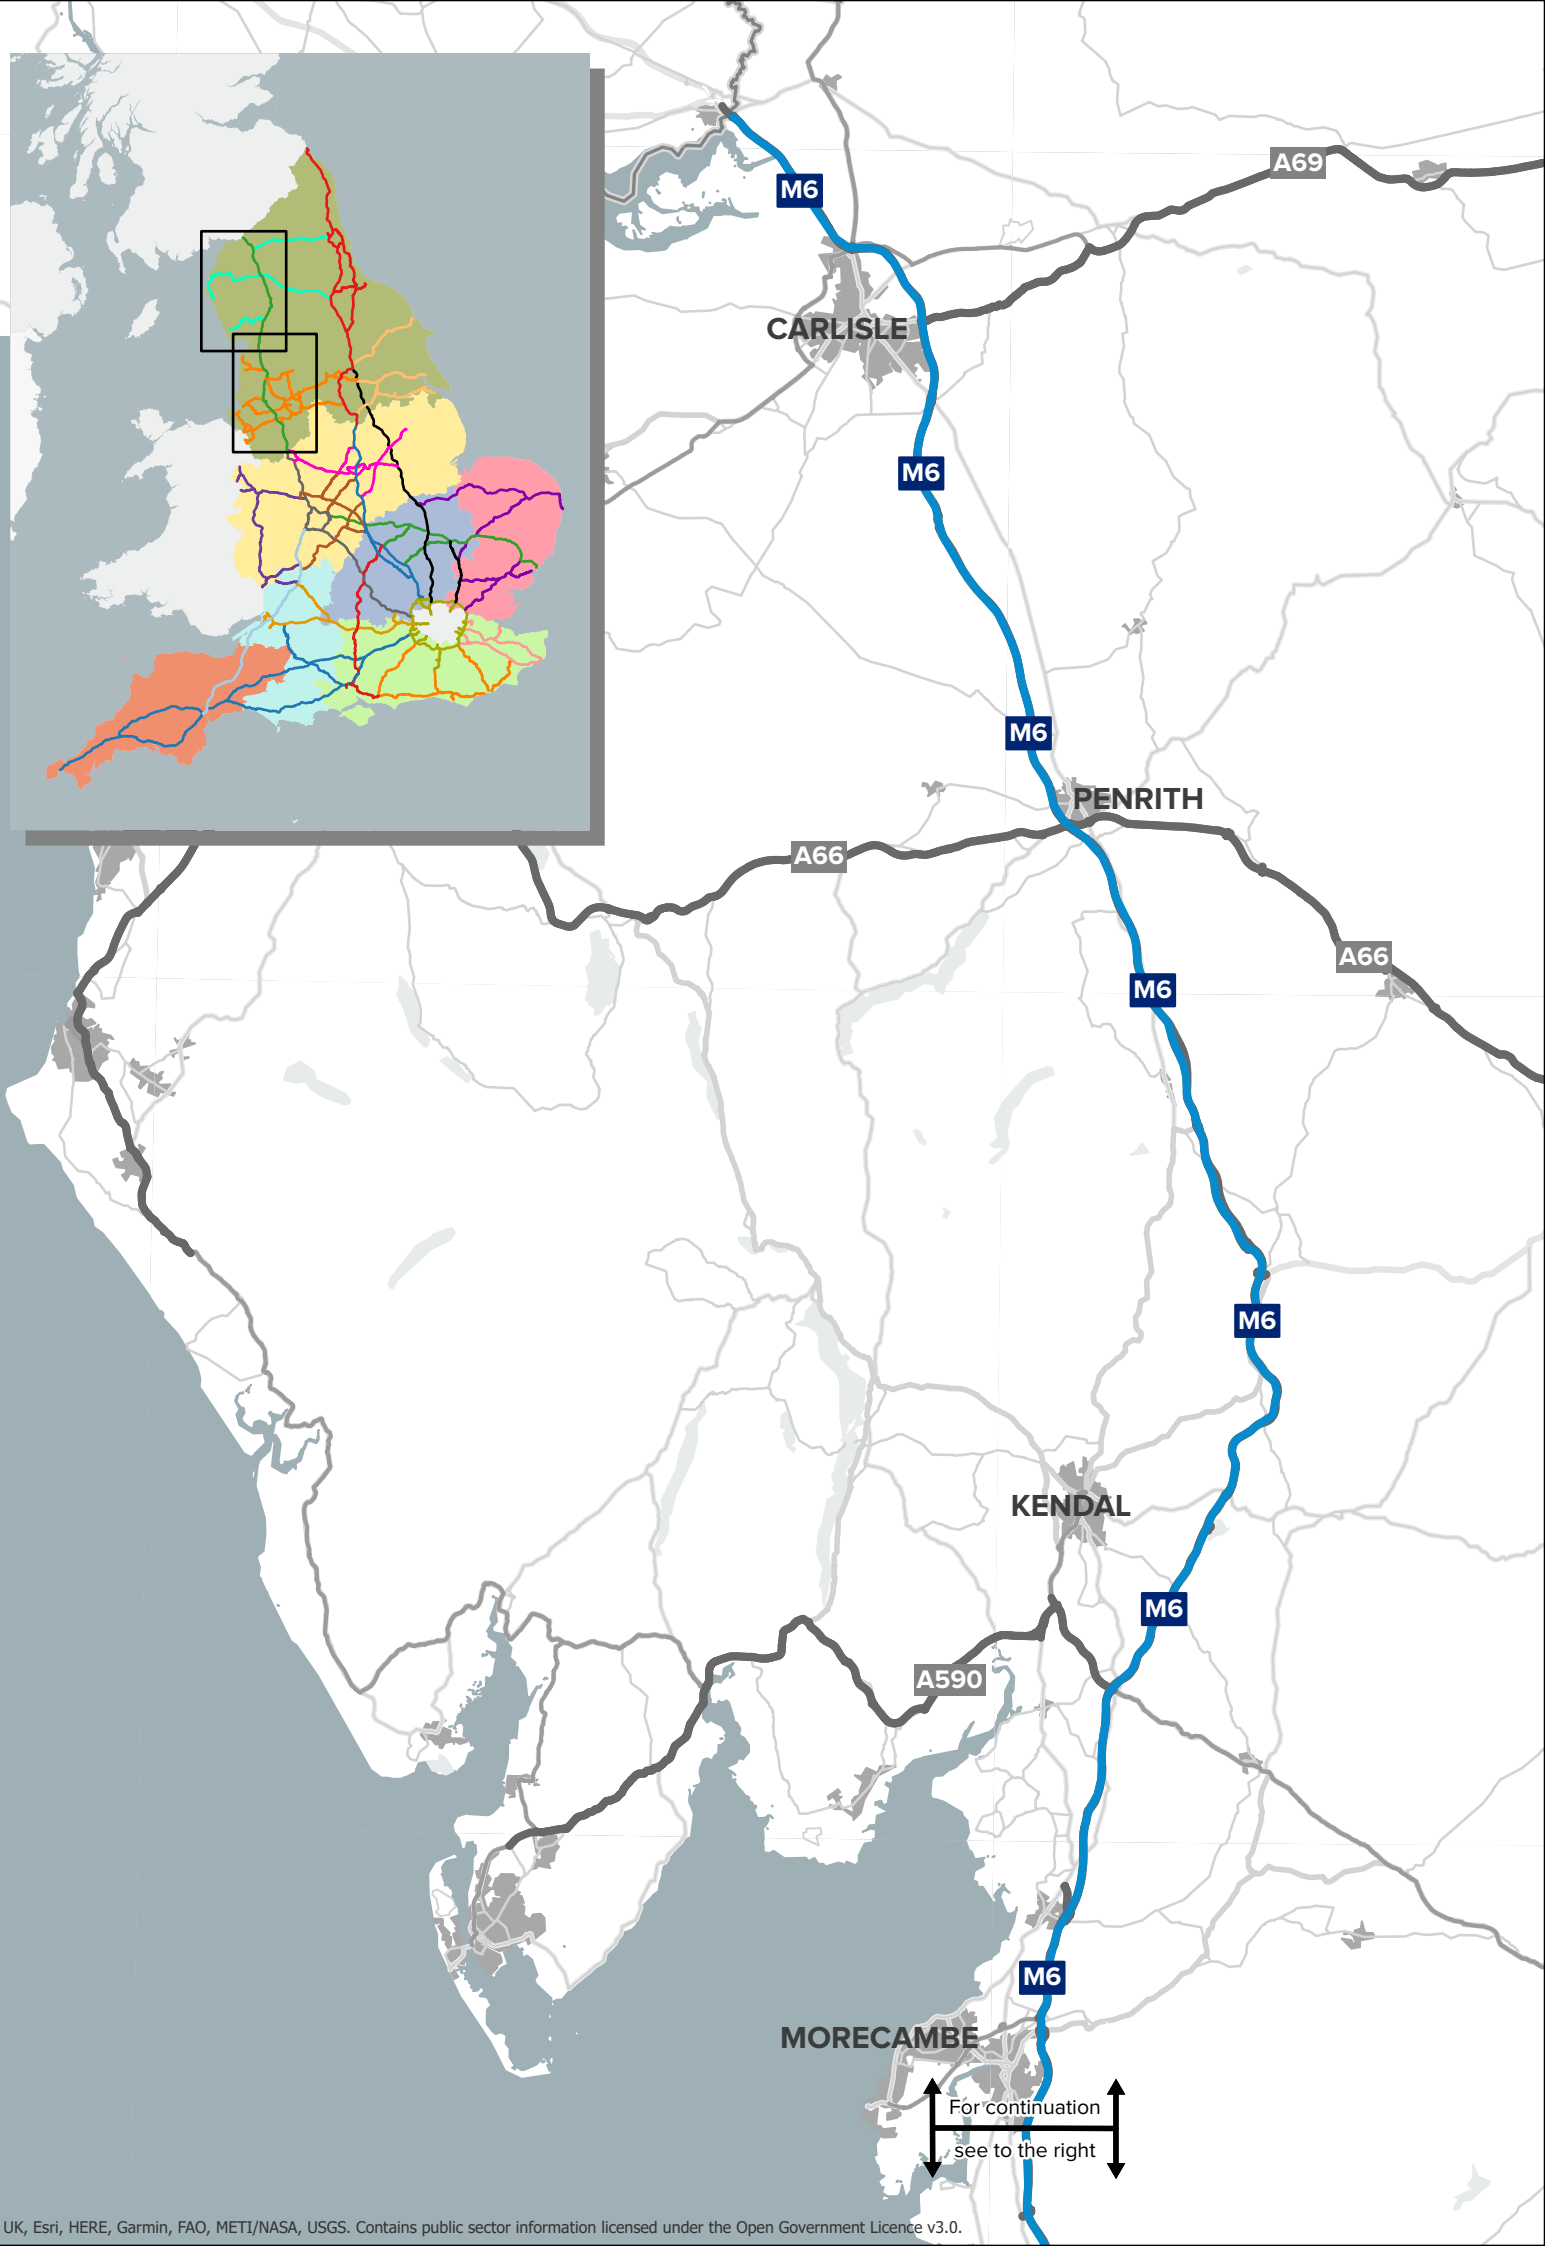 A69
M6
CARLISLE
M6
M6
PENRITH
A66
A66
M6
M6
KENDAL
M6
A590
M6
MORECAMBE
For continuation
see to the right
UK, Esri, HERE, Garmin, FAO, METI/NASA, USGS. Contains public sector information licensed under the Open Government Licence v3.0.